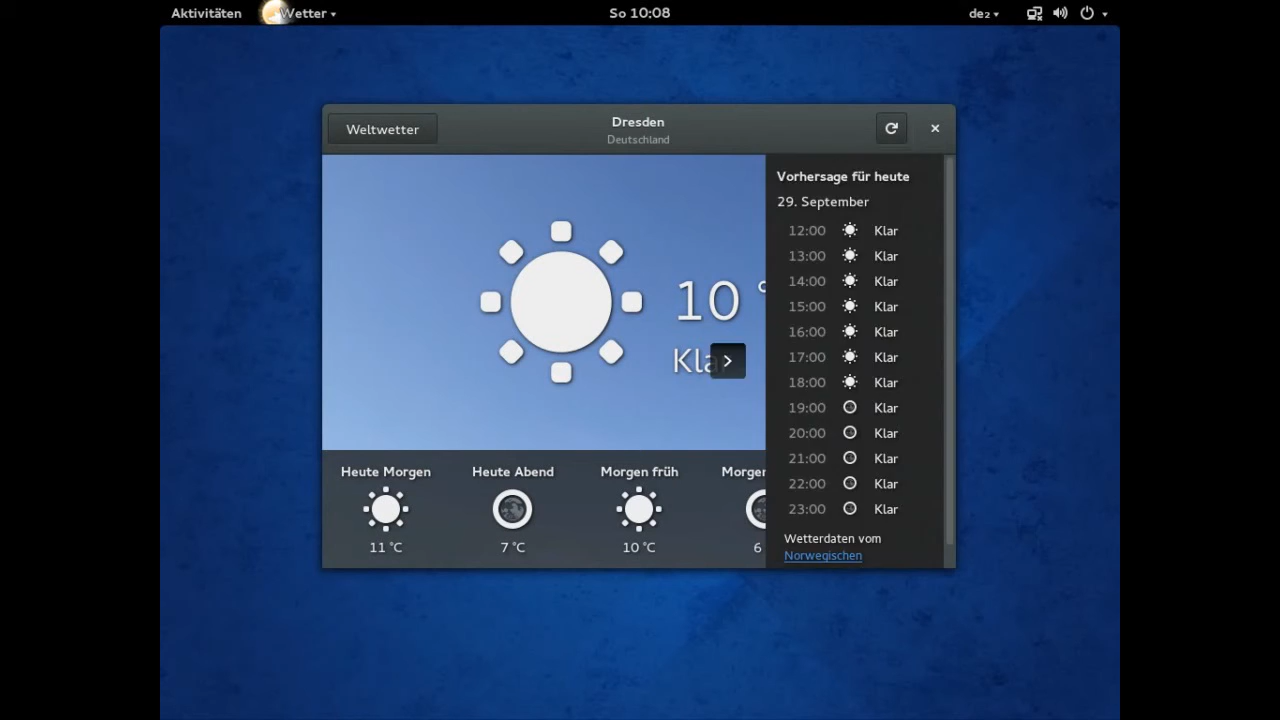 Aktivitäten Wetter So 10:08 de₂
Weltwetter
Dresden
Deutschland
10 °
Heute Morgen
11 °C
Heute Abend
7 °C
Morgen früh
10 °C
Morgen
6
Vorhersage für heute
29. September
12:00 Klar
13:00 Klar
14:00 Klar
15:00 Klar
16:00 Klar
17:00 Klar
18:00 Klar
19:00 Klar
20:00 Klar
21:00 Klar
22:00 Klar
23:00 Klar
Wetterdaten vom
Norwegischen